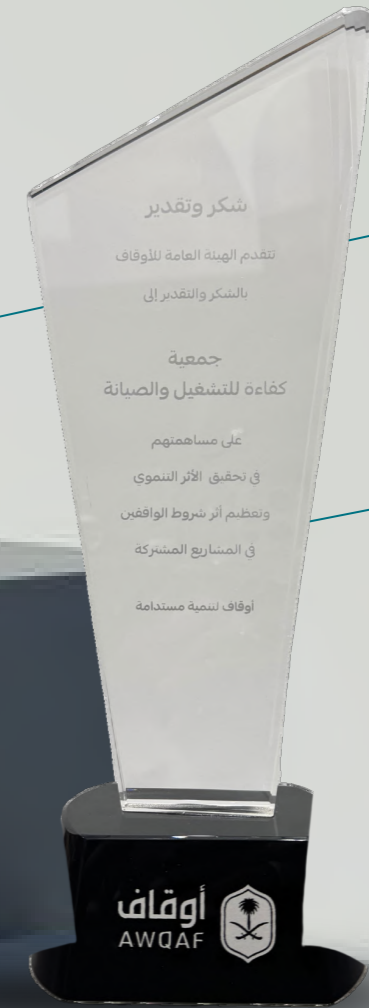 شكر وتقدير
تتقدم الهيئة العامة للأوقاف
بالشكر والتقدير إلى
جمعية
كفاءة للتشغيل والصيانة
على مساهمتهم
في تحقيق الأثر التنموي
وتعظيم أثر شروط الواقفين
في المشاريع المشتركة
أوقاف لتنمية مستدامة
أوقاف
AWQAF